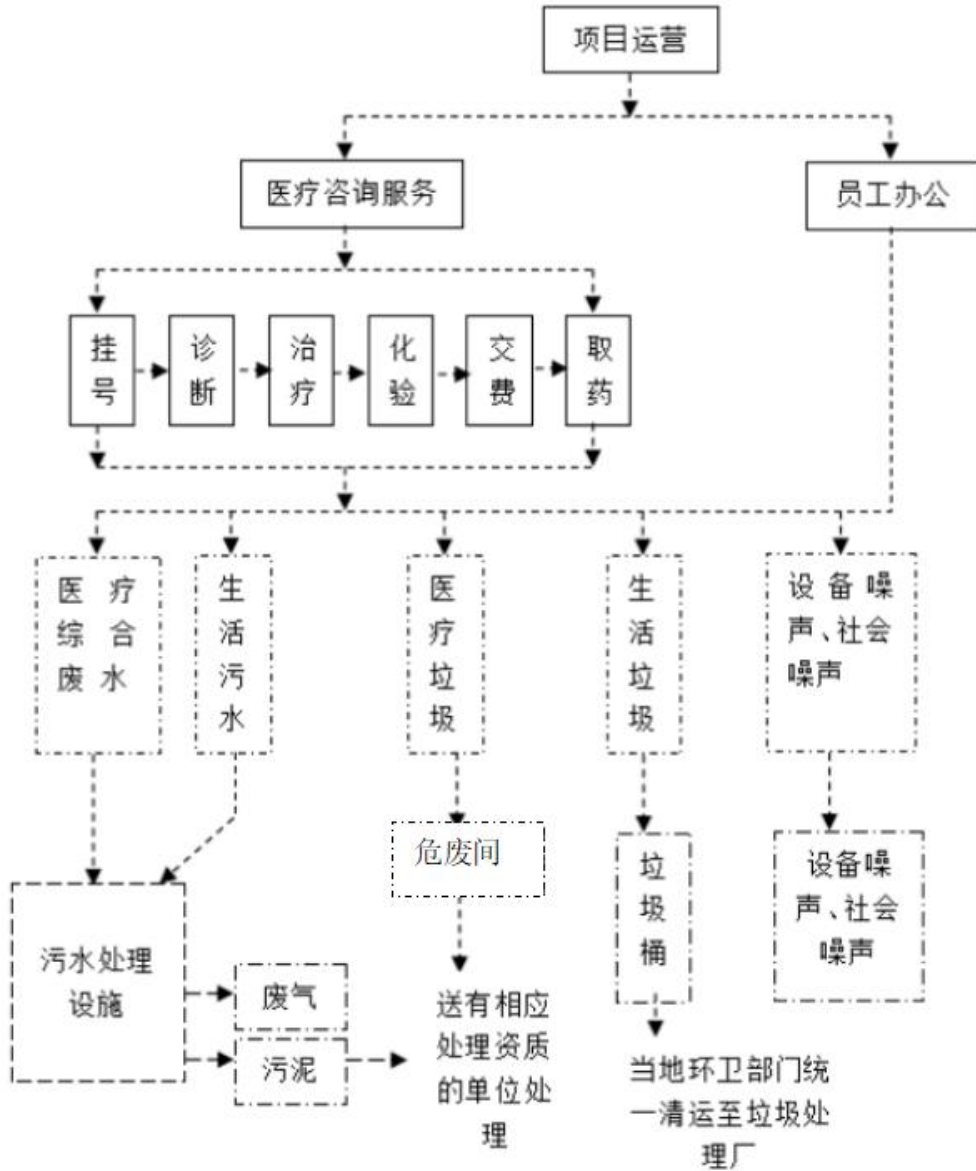 项目运营
医疗咨询服务
员工办公
挂号
诊断
治疗
化验
交费
取药
医疗
综合
废水
生活污水
医疗垃圾
生活垃圾
设备噪
声、社会
噪声
危废间
垃圾桶
设备噪
声、社会
噪声
污水处理
设施
废气
污泥
送有相应
处理资质
的单位处
理
当地环卫部门统
一清运至垃圾处
理厂